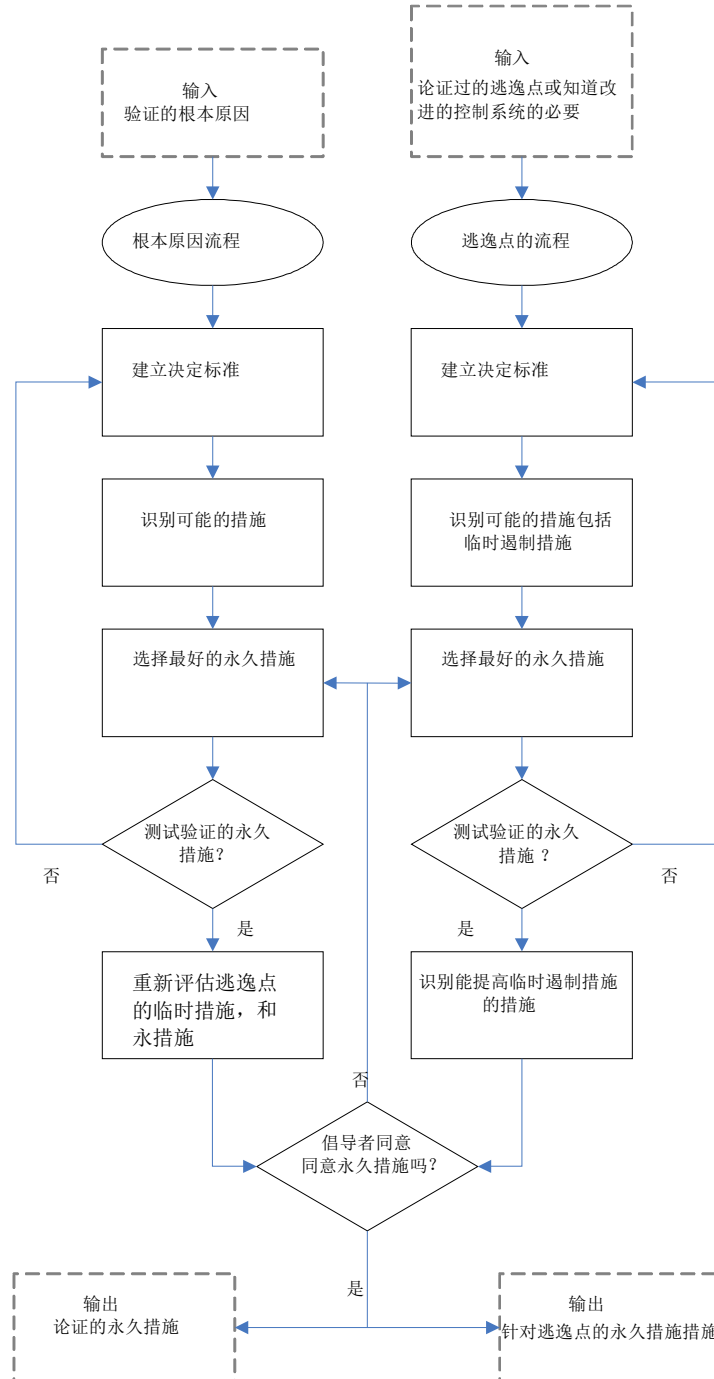 输入
验证的根本原因
输入
论证过的逃逸点或知道改
进的控制系统的必要
根本原因流程
逃逸点的流程
建立决定标准
建立决定标准
识别可能的措施
识别可能的措施包括
临时遏制措施
选择最好的永久措施
选择最好的永久措施
测试验证的永久
措施？
测试验证的永久
措施 ？
否
否
是
是
重新评估逃逸点
的临时措施，和
永措施
识别能提高临时遏制措施
的措施
否
倡导者同意
同意永久措施吗？
是
输出
论证的永久措施
输出
针对逃逸点的永久措施措施